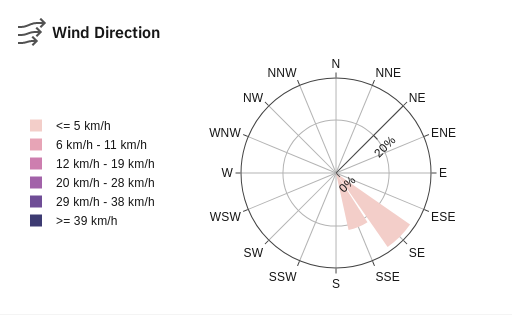 Wind Direction
N
NNW
NNE
NW
NE
WNW
ENE
20%
W
E
0%
WSW
ESE
SW
SE
SSW
SSE
S
<= 5 km/h
6 km/h - 11 km/h
12 km/h - 19 km/h
20 km/h - 28 km/h
29 km/h - 38 km/h
>= 39 km/h